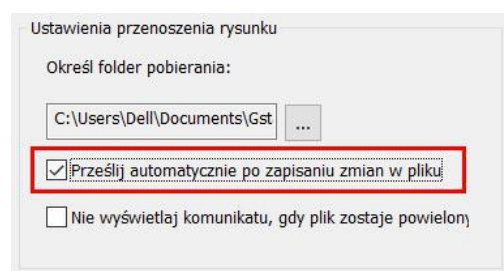 Ustawienia przenoszenia rysunku
Określ folder pobierania:
C:\Users\Dell\Documents\Gst
...
Prześlij automatycznie po zapisaniu zmian w pliku
Nie wyświetlaj komunikatu, gdy plik zostaje powielony